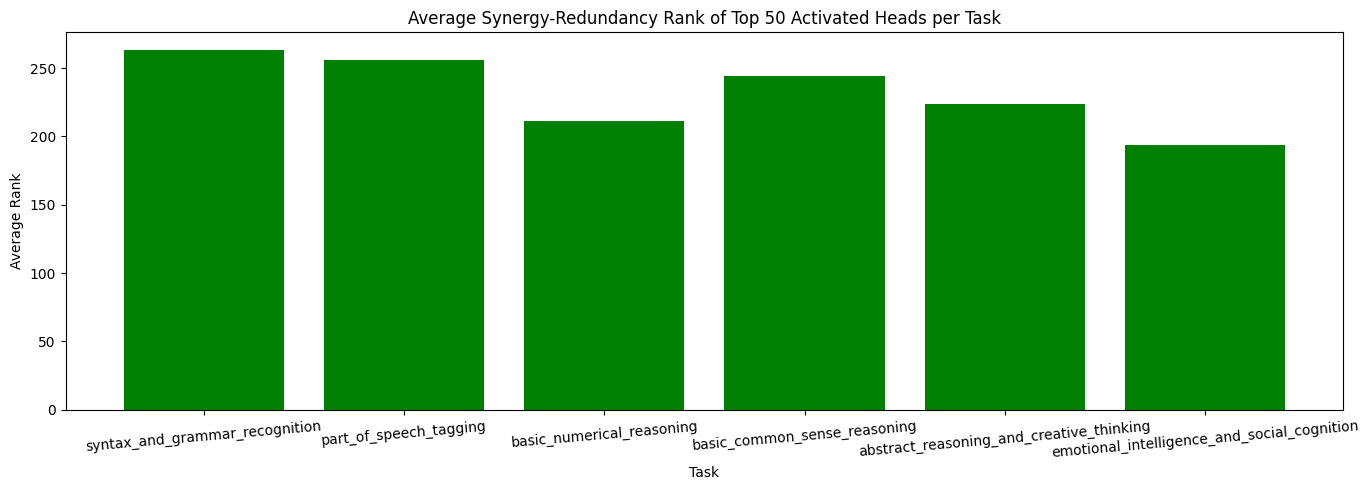 Average Synergy-Redundancy Rank of Top 50 Activated Heads per Task
Average Rank
250
200
150
100
50
0
syntax_and_grammar_recognition
part_of_speech_tagging
basic_numerical_reasoning
basic_common_sense_reasoning
abstract_reasoning_and_creative_thinking
emotional_intelligence_and_social_cognition
Task